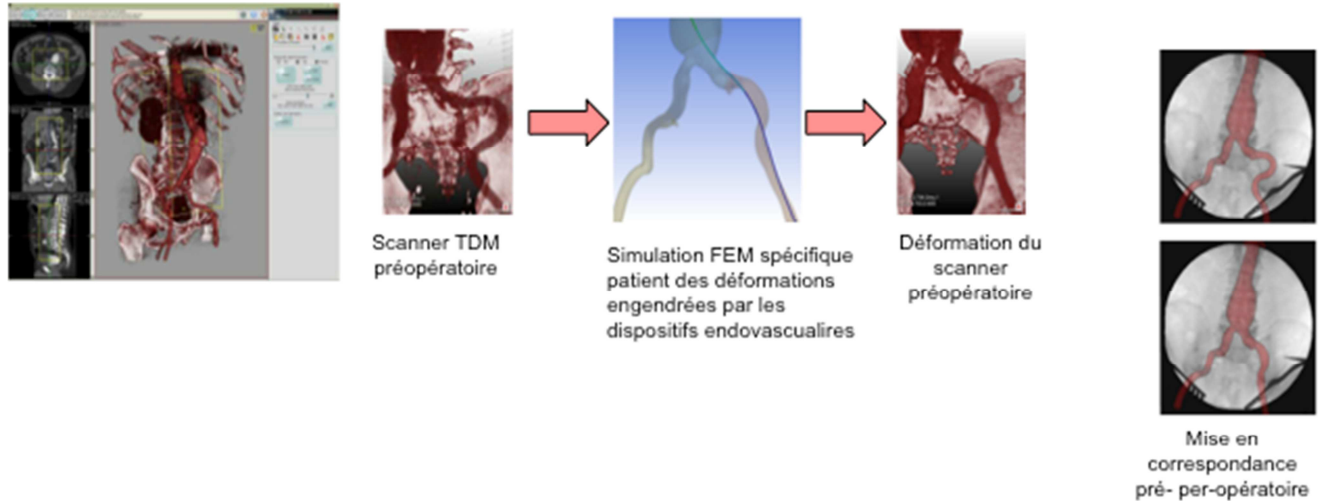 Scanner TDM
préopératoire
Simulation FEM spécifique
patient des déformations
engendrées par les
dispositifs endovascualires
Déformation du
scanner
préopératoire
Mise en
correspondance
pré- per-opératoire